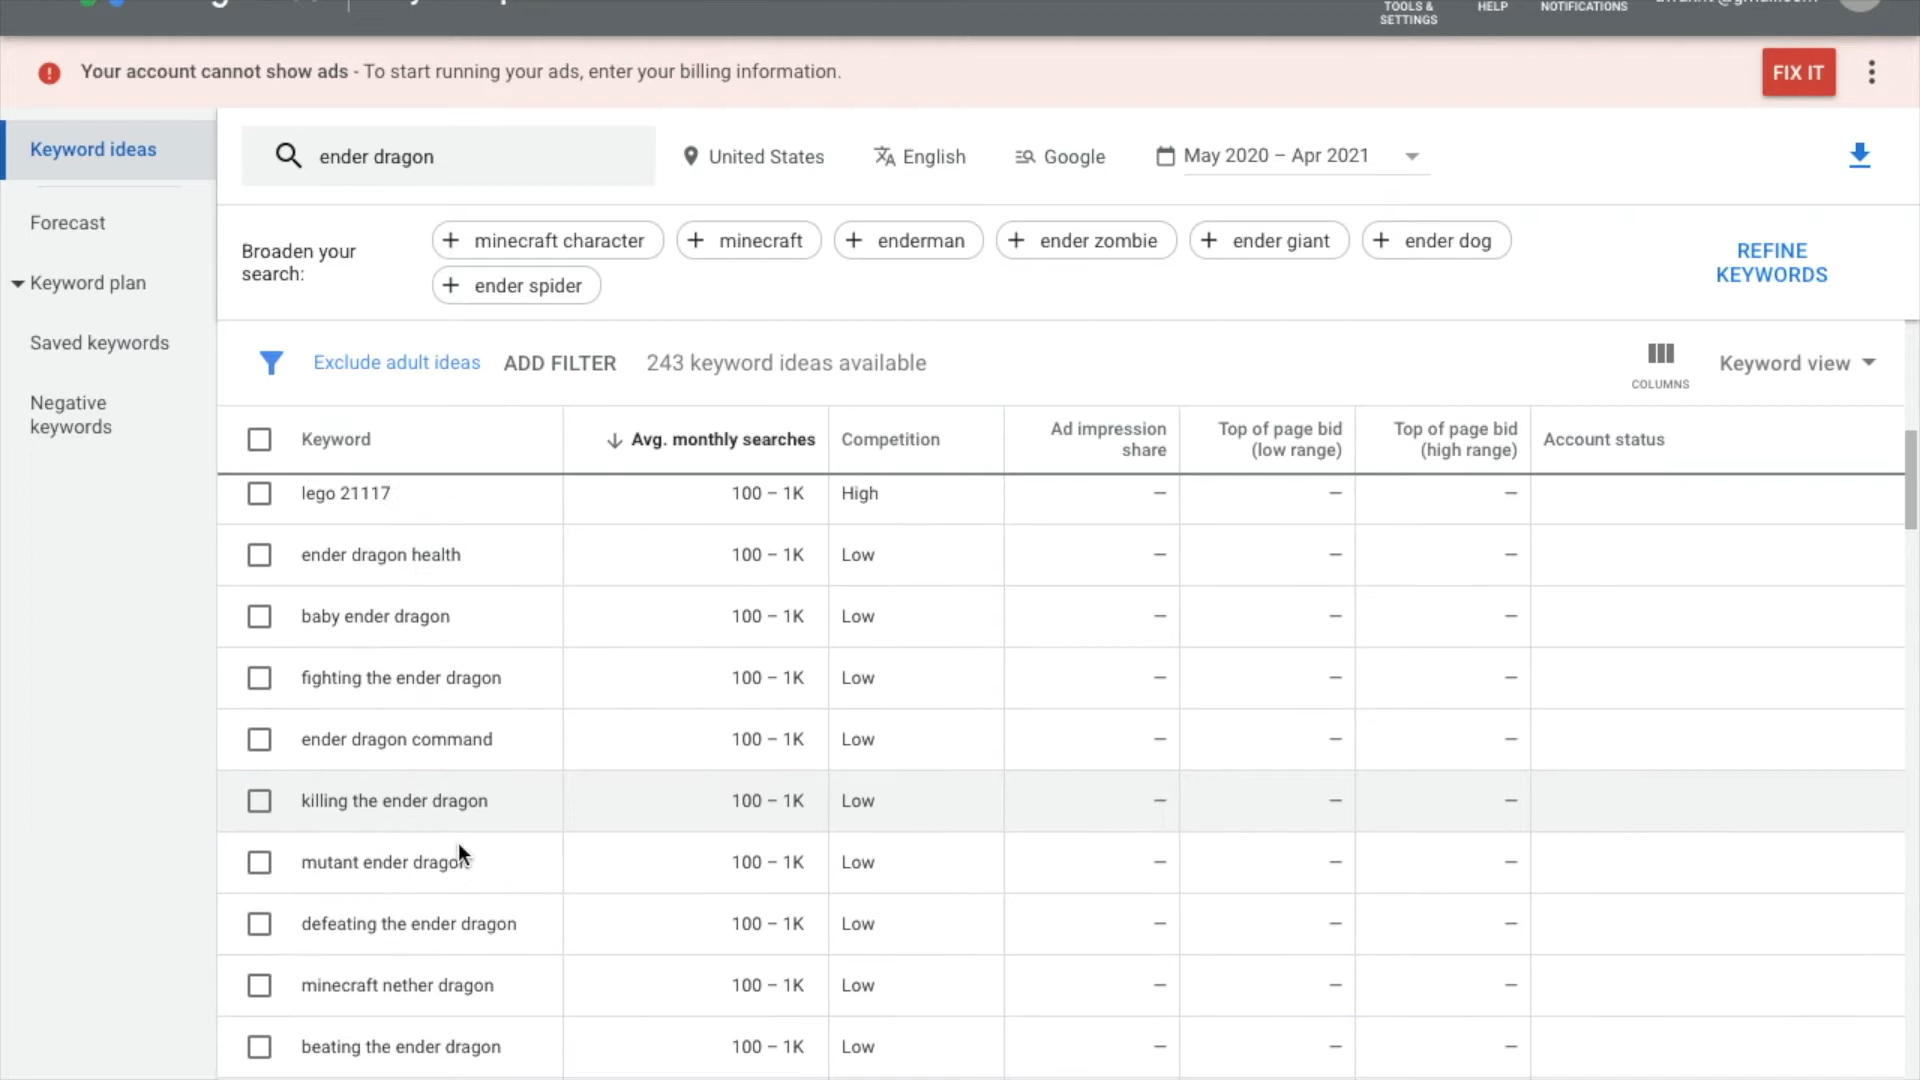 TOOLS &
SETTINGS
HELP
NOTIFICATIONS
Your account cannot show ads - To start running your ads, enter your billing information.
FIX IT
Keyword ideas
Forecast
Keyword plan
Saved keywords
Negative
keywords
ender dragon
United States
English
Google
May 2020 – Apr 2021
Broaden your
search:
minecraft character
minecraft
enderman
ender zombie
ender giant
ender dog
ender spider
REFINE
KEYWORDS
Exclude adult ideas
ADD FILTER
243 keyword ideas available
COLUMNS
Keyword view
Keyword
Avg. monthly searches
Competition
Ad impression
share
Top of page bid
(low range)
Top of page bid
(high range)
Account status
lego 21117 100 – 1K High – – –
ender dragon health 100 – 1K Low – – –
baby ender dragon 100 – 1K Low – – –
fighting the ender dragon 100 – 1K Low – – –
ender dragon command 100 – 1K Low – – –
killing the ender dragon 100 – 1K Low – – –
mutant ender dragon 100 – 1K Low – – –
defeating the ender dragon 100 – 1K Low – – –
minecraft nether dragon 100 – 1K Low – – –
beating the ender dragon 100 – 1K Low – – –